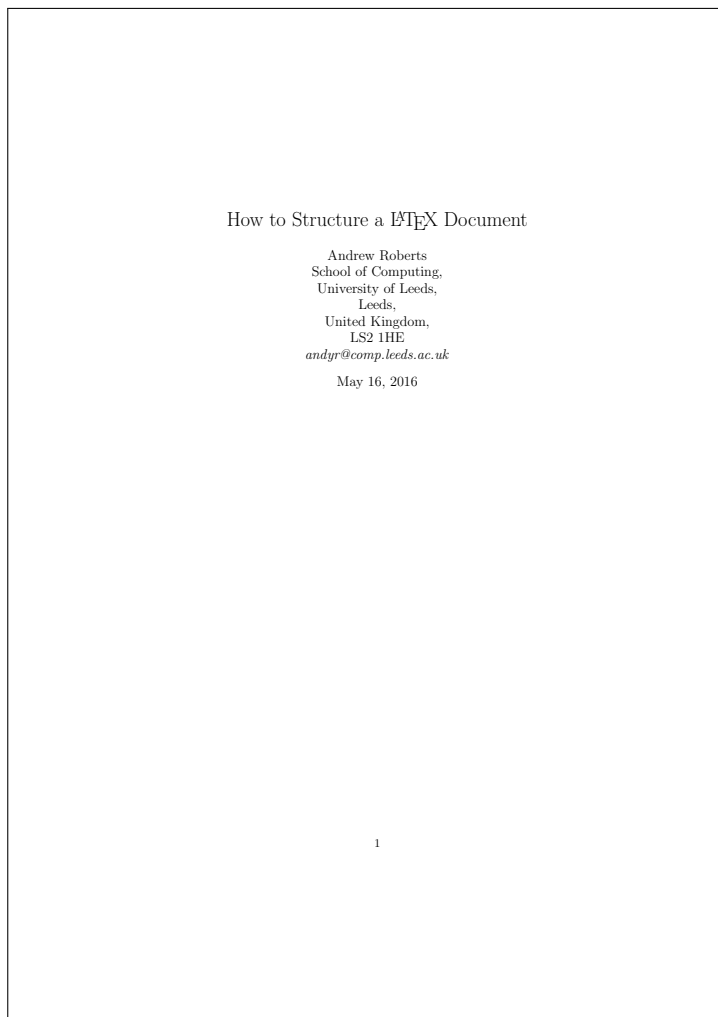 How to Structure a LATEX Document
Andrew Roberts
School of Computing,
University of Leeds,
Leeds,
United Kingdom,
LS2 1HE
andyr@comp.leeds.ac.uk
May 16, 2016
1